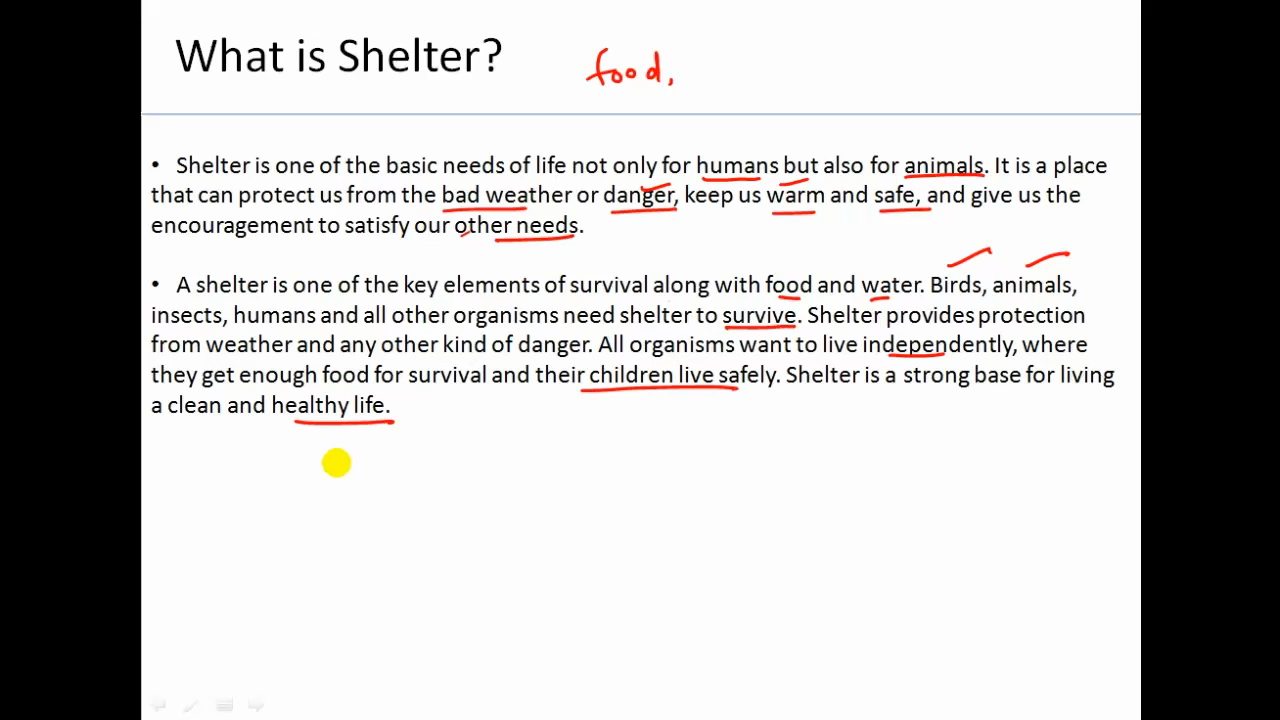 What is Shelter?
food,
• Shelter is one of the basic needs of life not only for humans but also for animals. It is a place
that can protect us from the bad weather or danger, keep us warm and safe, and give us the
encouragement to satisfy our other needs.
• A shelter is one of the key elements of survival along with food and water. Birds, animals,
insects, humans and all other organisms need shelter to survive. Shelter provides protection
from weather and any other kind of danger. All organisms want to live independently, where
they get enough food for survival and their children live safely. Shelter is a strong base for living
a clean and healthy life.